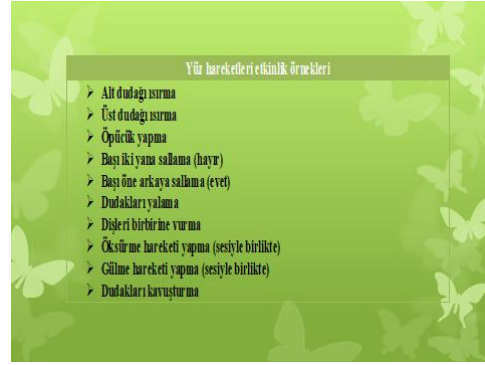 Yüz hareketleri etkinlik örnekleri
➢ Alt dudağı ısırma
➢ Üst dudağı ısırma
➢ Öpücük yapma
➢ Başı iki yana sallama (hayır)
➢ Başı öne arkaya sallama (evet)
➢ Dudakları yalama
➢ Dişleri birbirine vurma
➢ Öksürme hareketi yapma (sesiyle birlikte)
➢ Gülme hareketi yapma (sesiyle birlikte)
➢ Dudakları kavuşturma